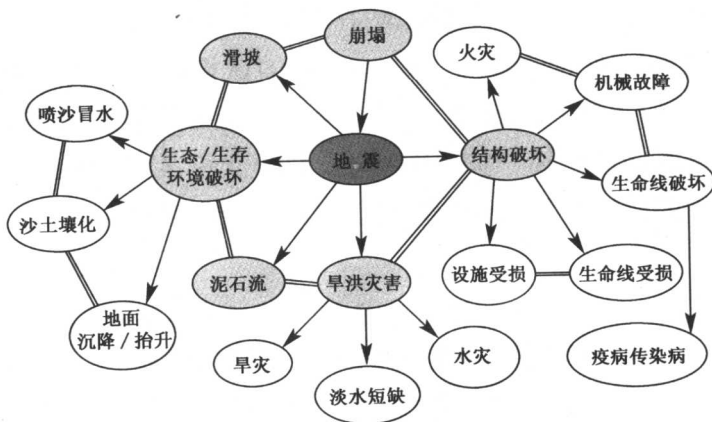 崩塌
滑坡
火灾
机械故障
喷沙冒水
生态/生存
环境破坏
地震
结构破坏
生命线破坏
沙土壤化
泥石流
旱洪灾害
设施受损
生命线受损
地面
沉降/抬升
旱灾
水灾
疫病传染病
淡水短缺